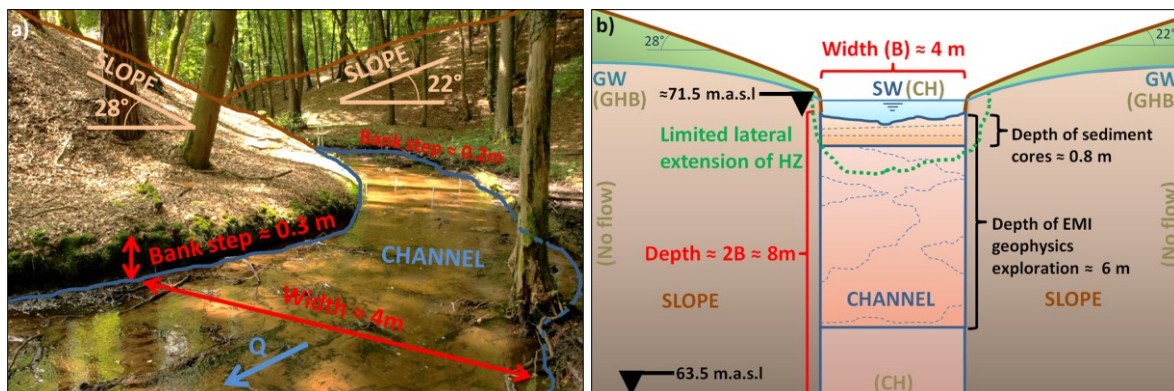 a)
SLOPE
28°
SLOPE
22°
Bank step ≈ 0.2m
Bank step ≈ 0.3 m
CHANNEL
Width ≈ 4m
Q
b)
28°
Width (B) ≈ 4 m
22°
GW
(GHB)
≈71.5 m.a.s.l
SW (CH)
GW
(GHB)
Limited lateral
extension of HZ
Depth of sediment
cores ≈ 0.8 m
(No flow)
Depth ≈ 2B ≈ 8m
Depth of EMI
geophysics
exploration ≈ 6 m
(No flow)
SLOPE
CHANNEL
SLOPE
63.5 m.a.s.l
(CH)